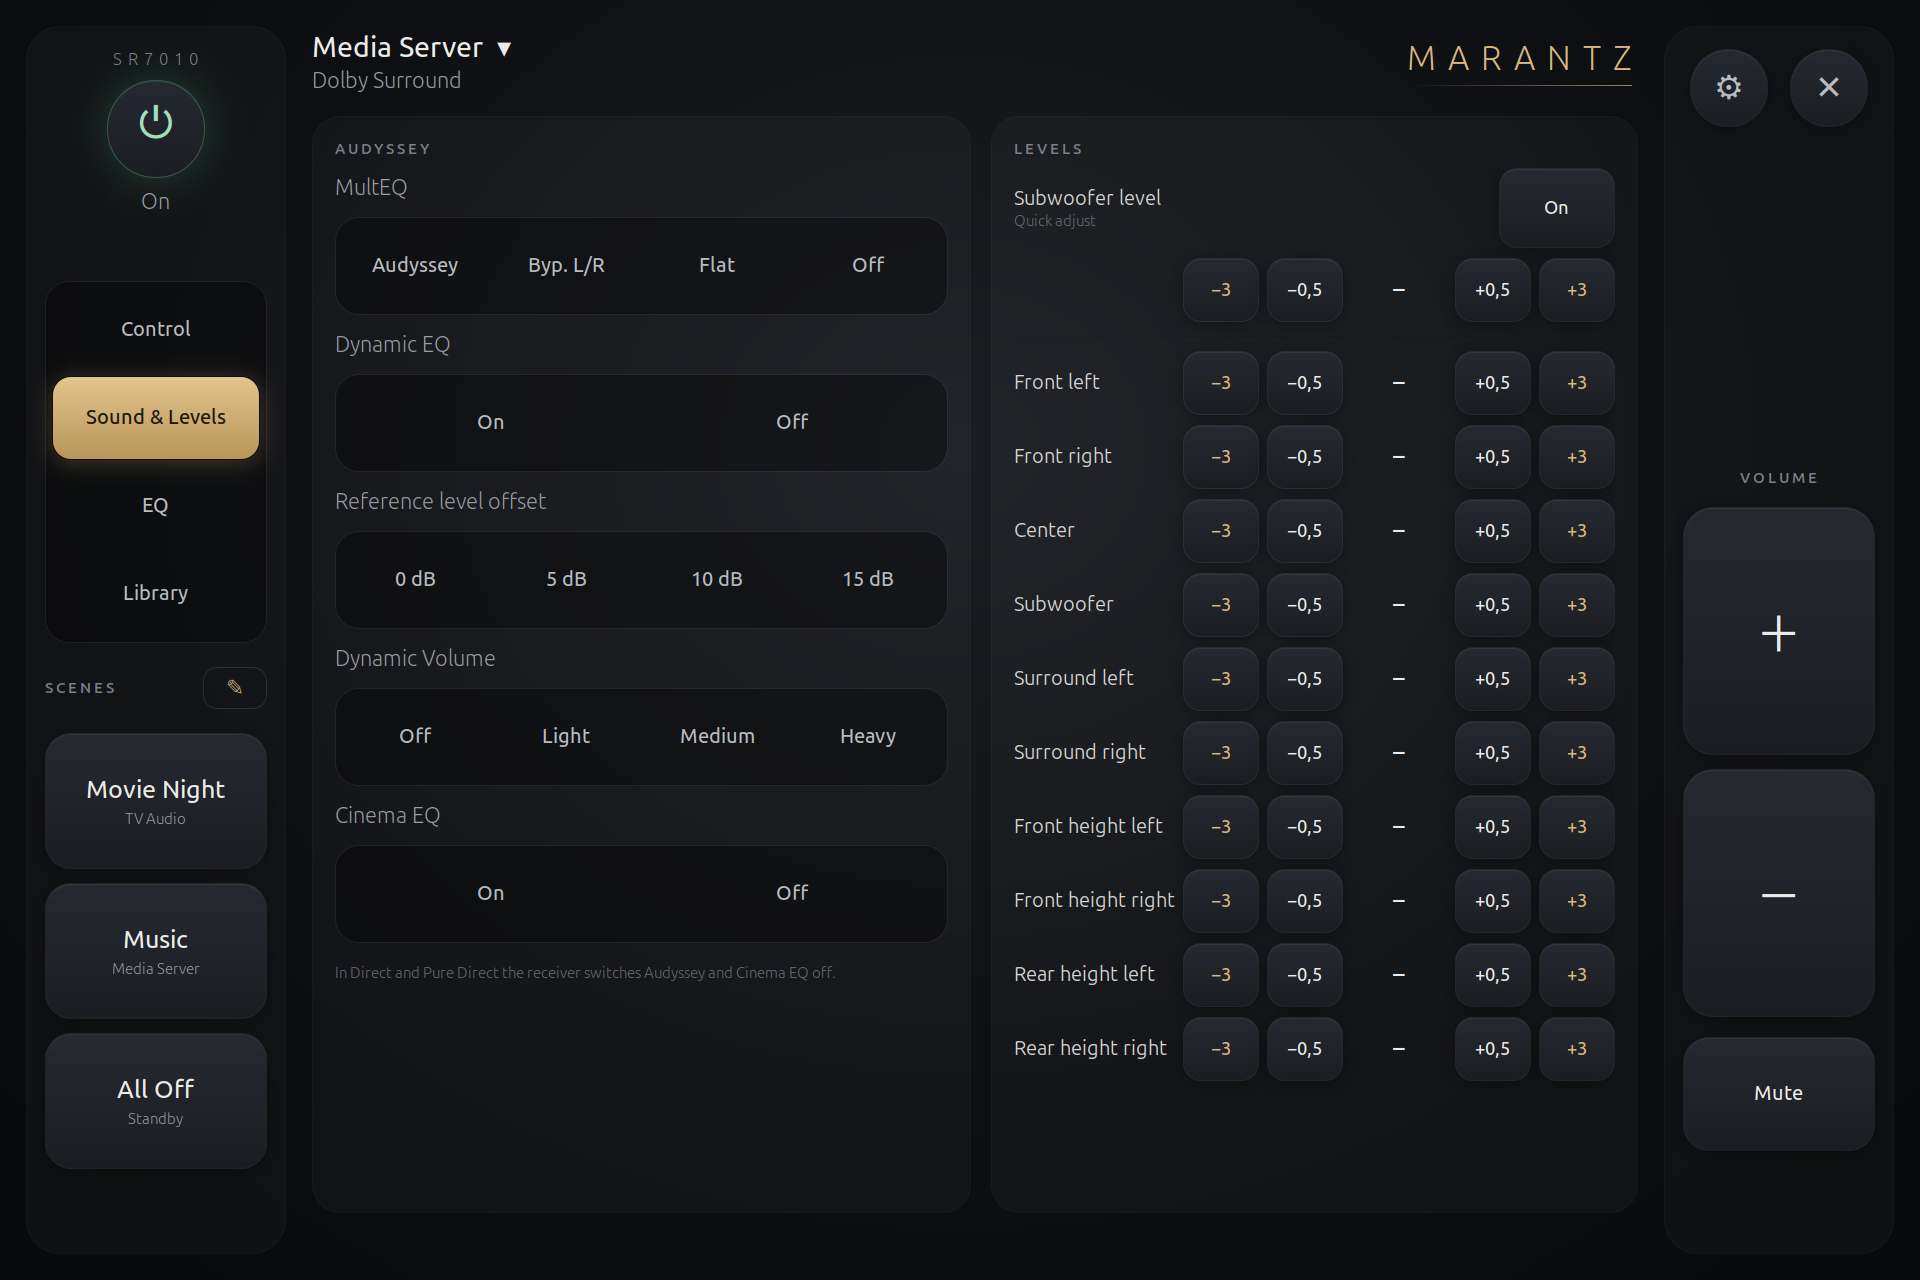 SR7010
On
Control
Sound & Levels
EQ
Library
SCENES
✎
Movie Night
TV Audio
Music
Media Server
All Off
Standby
Media Server ▼
Dolby Surround
MARANTZ
AUDYSSEY
MultEQ
Audyssey Byp. L/R Flat Off
Dynamic EQ
On Off
Reference level offset
0 dB 5 dB 10 dB 15 dB
Dynamic Volume
Off Light Medium Heavy
Cinema EQ
On Off
In Direct and Pure Direct the receiver switches Audyssey and Cinema EQ off.
LEVELS
Subwoofer level
Quick adjust
On
−3 −0,5 – +0,5 +3
Front left −3 −0,5 – +0,5 +3
Front right −3 −0,5 – +0,5 +3
Center −3 −0,5 – +0,5 +3
Subwoofer −3 −0,5 – +0,5 +3
Surround left −3 −0,5 – +0,5 +3
Surround right −3 −0,5 – +0,5 +3
Front height left −3 −0,5 – +0,5 +3
Front height right −3 −0,5 – +0,5 +3
Rear height left −3 −0,5 – +0,5 +3
Rear height right −3 −0,5 – +0,5 +3
⚙ ✕
VOLUME
+
−
Mute